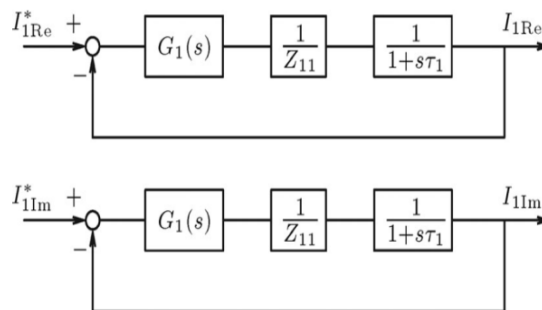 I*1Re + − G1(s) 1/Z11 1/1+sτ1 I1Re
I*1Im + − G1(s) 1/Z11 1/1+sτ1 I1Im